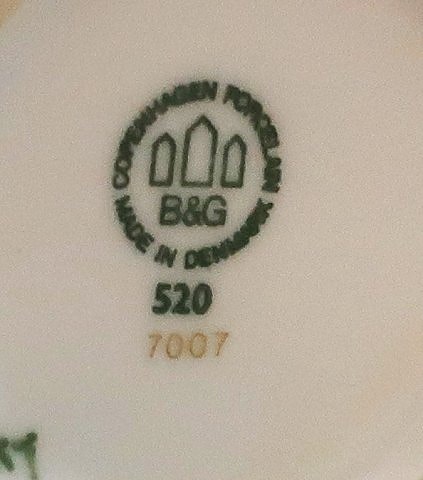 COPENHAGEN PORCELAIN
B&G
MADE IN DENMARK
520
7007